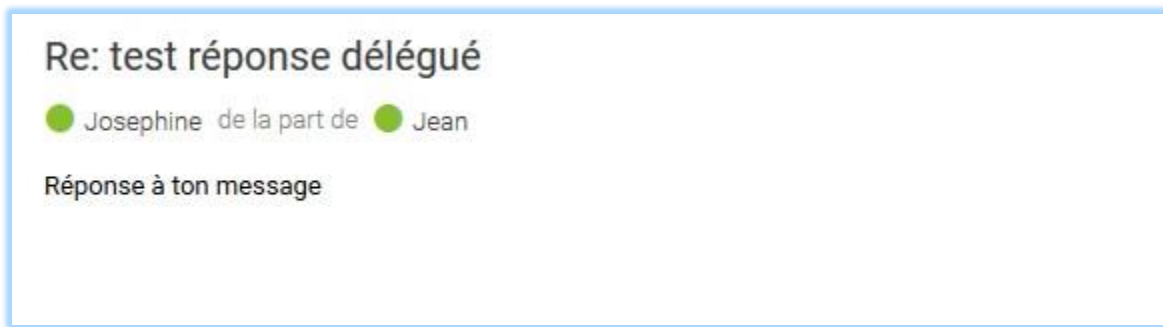 Re: test réponse délégué
Josephine de la part de Jean
Réponse à ton message